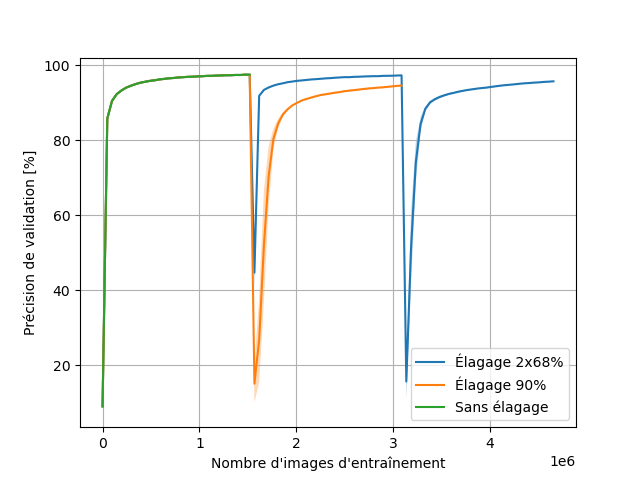 Précision de validation [%]
100
80
60
40
20
0
1
2
3
4
1e6
Nombre d'images d'entraînement
Élagage 2x68%
Élagage 90%
Sans élagage